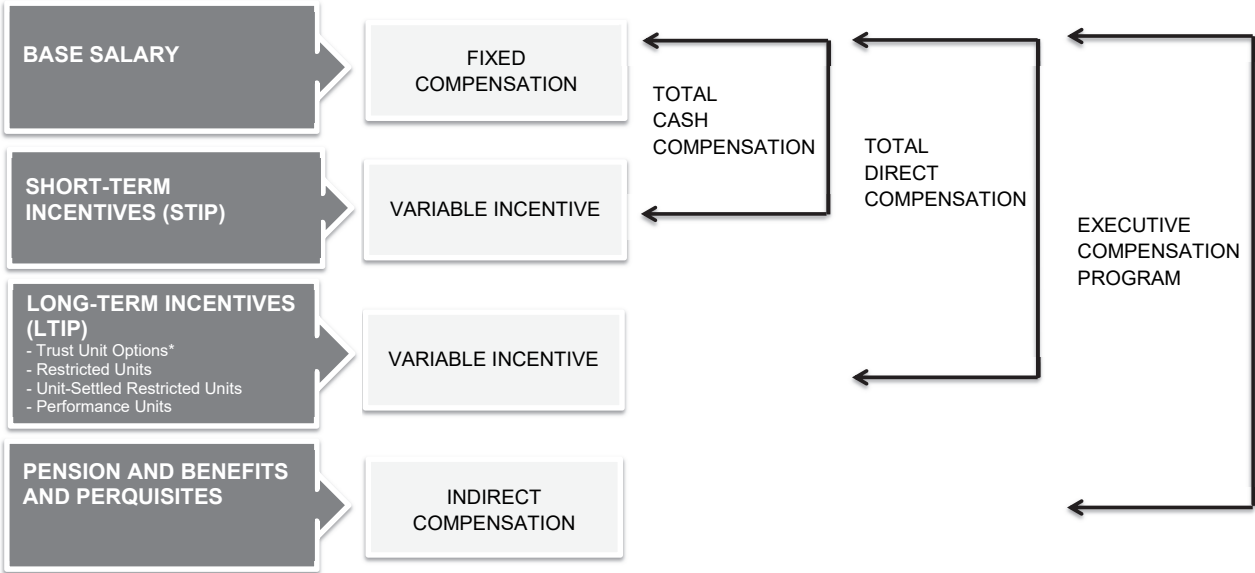 BASE SALARY
FIXED
COMPENSATION
TOTAL
CASH
COMPENSATION
TOTAL
DIRECT
COMPENSATION
EXECUTIVE
COMPENSATION
PROGRAM
SHORT-TERM
INCENTIVES (STIP)
VARIABLE INCENTIVE
LONG-TERM INCENTIVES
(LTIP)
- Trust Unit Options*
- Restricted Units
- Unit-Settled Restricted Units
- Performance Units
VARIABLE INCENTIVE
PENSION AND BENEFITS
AND PERQUISITES
INDIRECT
COMPENSATION